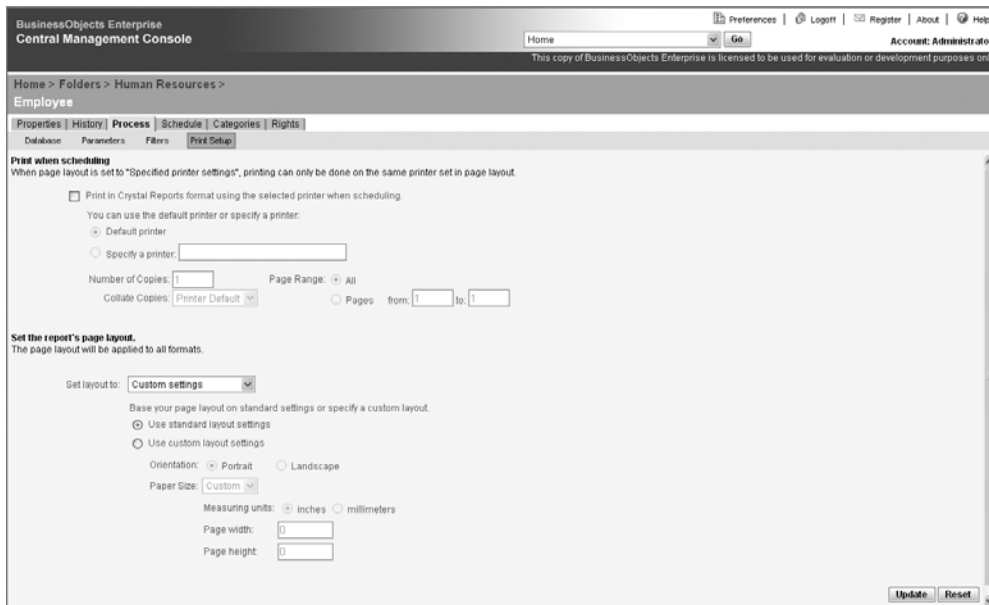 BusinessObjects Enterprise
Central Management Console
Preferences | Logoff | Register | About | Help
Home Go Account: Administrato
This copy of BusinessObjects Enterprise is licensed to be used for evaluation or development purposes onl
Home > Folders > Human Resources >
Employee
Properties | History | Process | Schedule | Categories | Rights |
Database Parameters Filters Print Setup
Print when scheduling
When page layout is set to "Specified printer settings", printing can only be done on the same printer set in page layout.
Print in Crystal Reports format using the selected printer when scheduling.
You can use the default printer or specify a printer:
Default printer
Specify a printer:
Number of Copies: 1 Page Range: All
Collate Copies: Printer Default Pages from: 1 to: 1
Set the report's page layout.
The page layout will be applied to all formats.
Set layout to: Custom settings
Base your page layout on standard settings or specify a custom layout.
Use standard layout settings
Use custom layout settings
Orientation: Portrait Landscape
Paper Size: Custom
Measuring units: inches millimeters
Page width: 0
Page height: 0
Update Reset